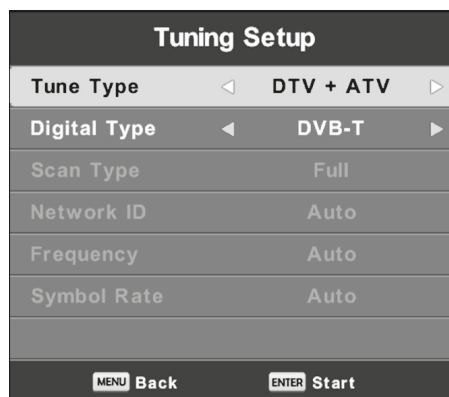 Tuning Setup
Tune Type DTV + ATV
Digital Type DVB-T
Scan Type Full
Network ID Auto
Frequency Auto
Symbol Rate Auto
MENU Back ENTER Start